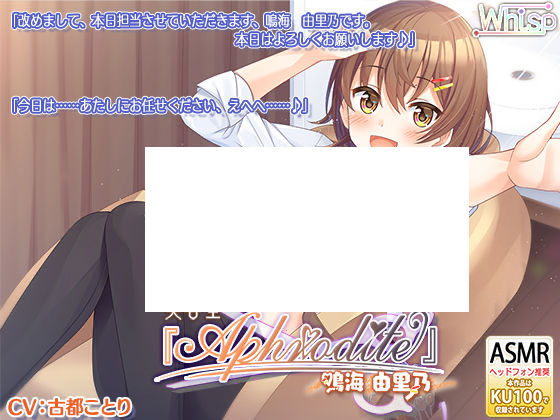 「改めまして、本日担当させていただきます、鳴海　由里乃です。
本日はよろしくお願いします♪」
Whisp
「今日は……あたしにお任せください、えへへ……♪」
『Aphrodite』
鳴海 由里乃
CV:古都ことり
ASMR
ヘッドフォン推奨
本作品は
KU100で
収録されています